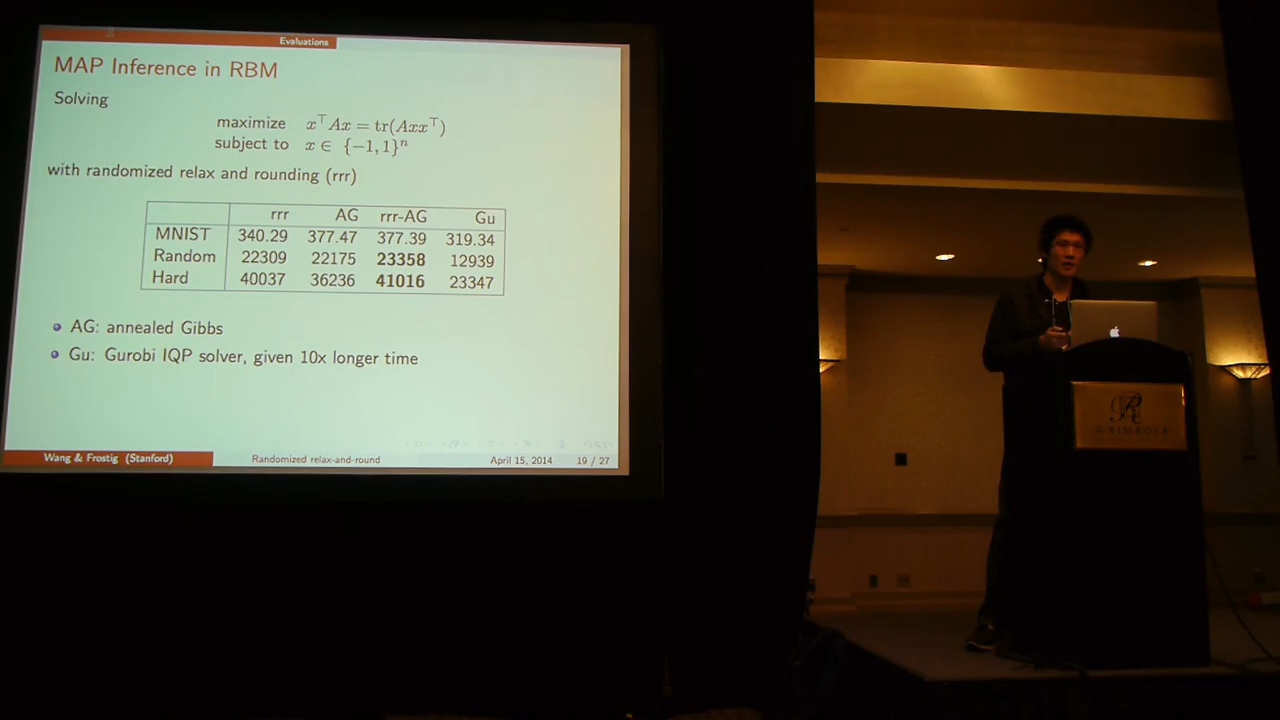 Evaluations
MAP Inference in RBM
Solving
maximize x⊤Ax = tr(Axx⊤)
subject to x ∈ {−1, 1}ⁿ
with randomized relax and rounding (rrr)
rrr AG rrr-AG Gu
MNIST 340.29 377.47 377.39 319.34
Random 22309 22175 23358 12939
Hard 40037 36236 41016 23347
AG: annealed Gibbs
Gu: Gurobi IQP solver, given 10x longer time
Wang & Frostig (Stanford) Randomized relax-and-round April 15, 2014 19 / 27
R
RIMROCK